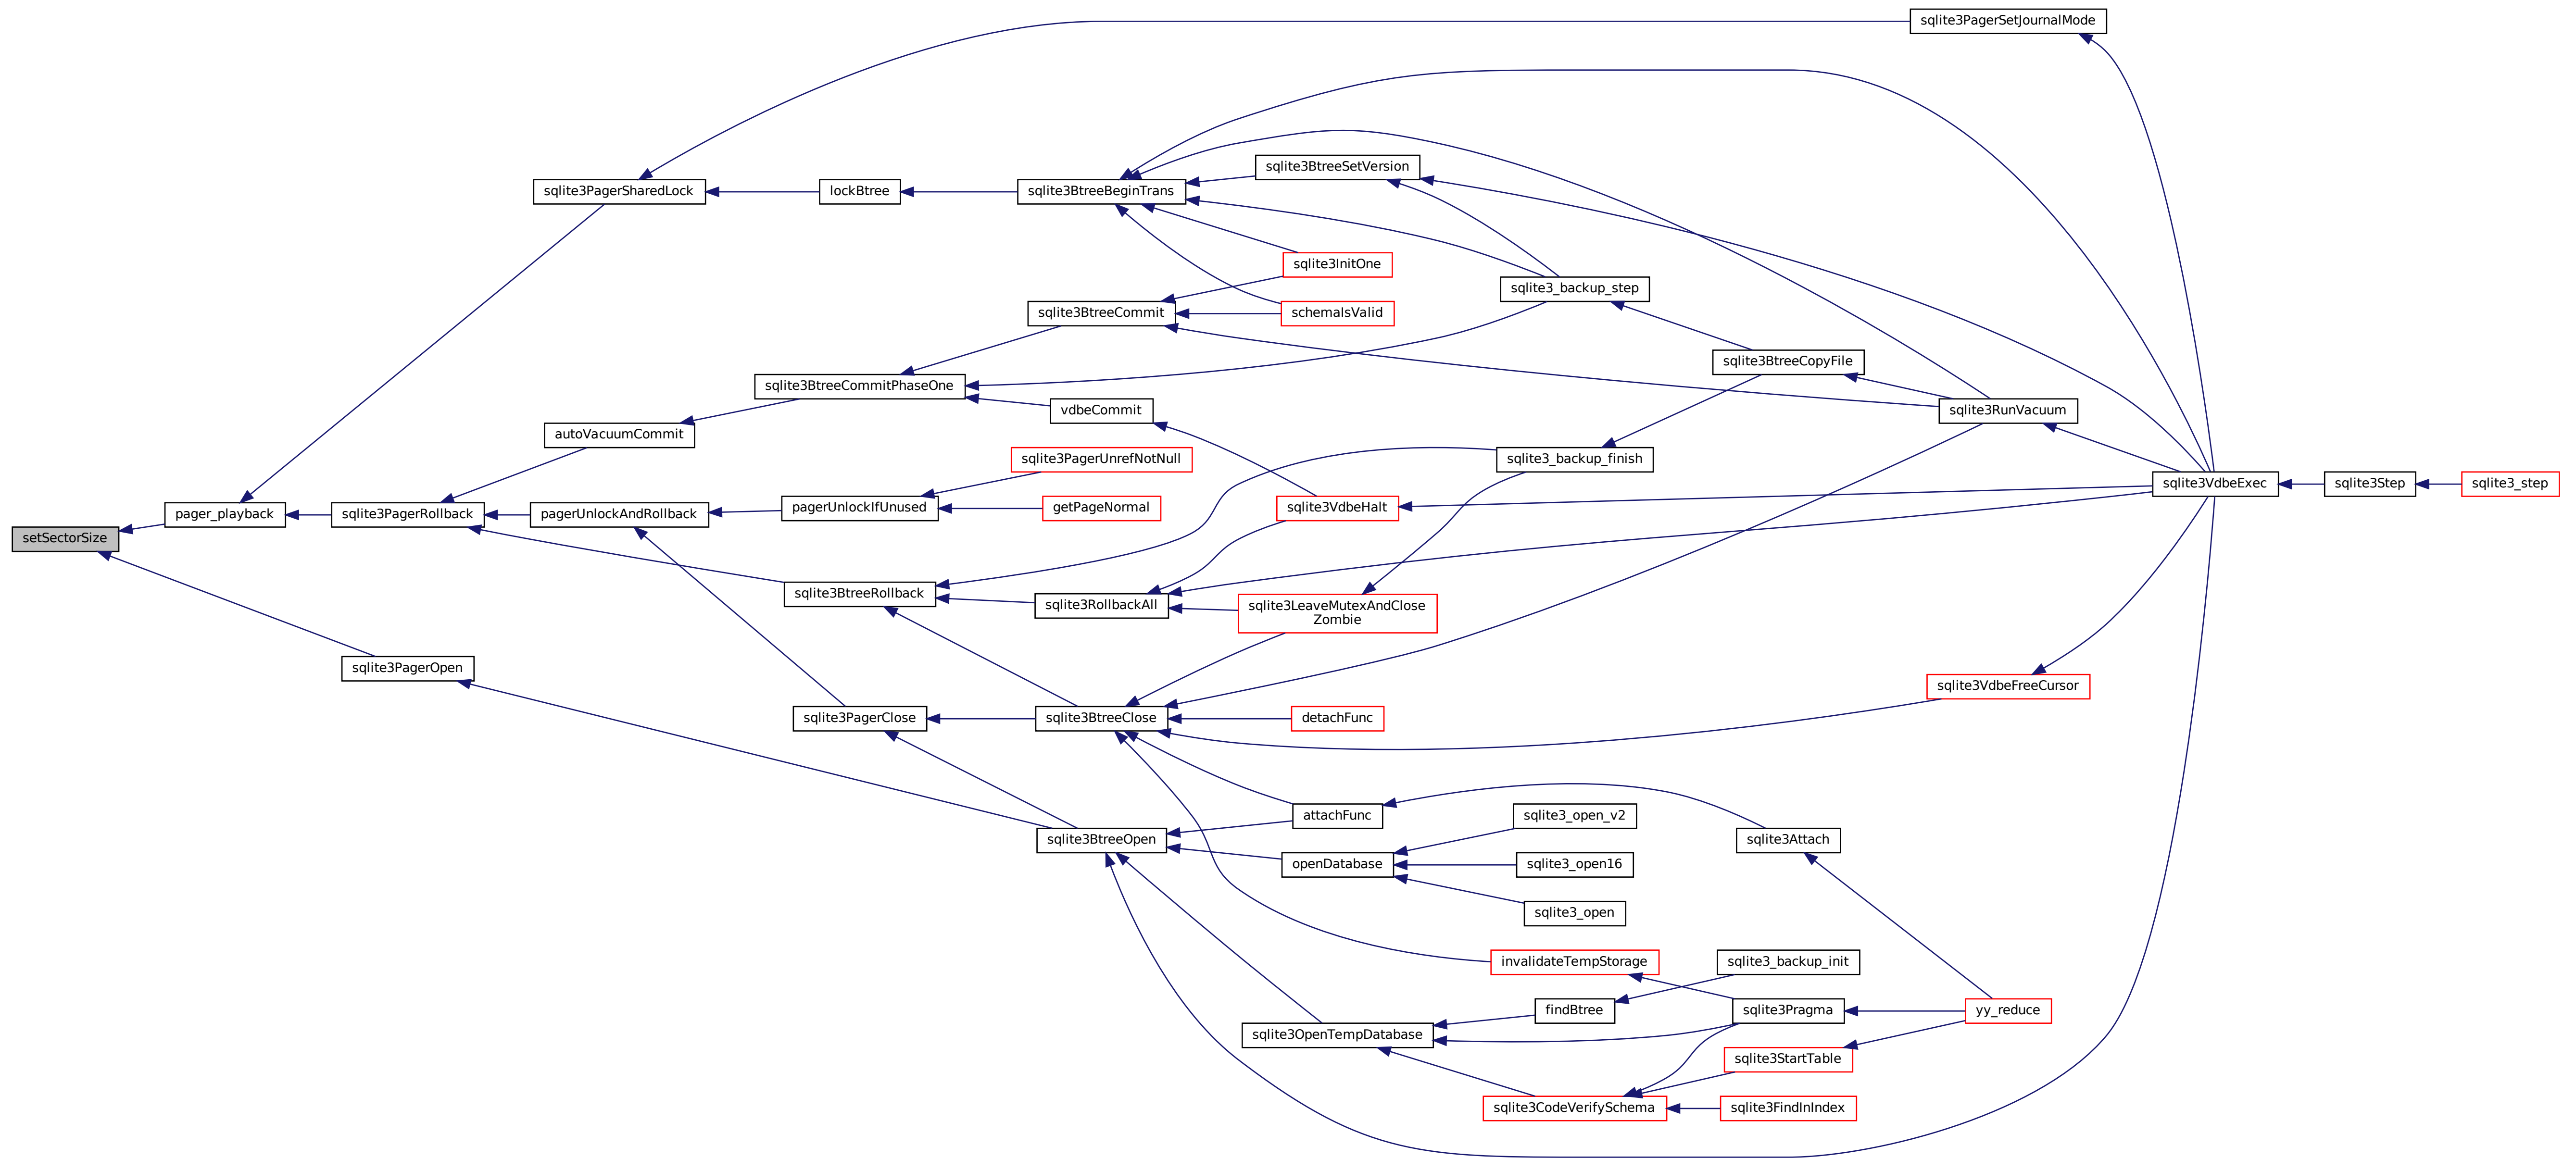 sqlite3PagerSetJournalMode
sqlite3BtreeSetVersion
sqlite3PagerSharedLock
lockBtree
sqlite3BtreeBeginTrans
sqlite3InitOne
sqlite3_backup_step
sqlite3BtreeCommit
schemaIsValid
sqlite3BtreeCopyFile
sqlite3BtreeCommitPhaseOne
vdbeCommit
sqlite3RunVacuum
autoVacuumCommit
sqlite3PagerUnrefNotNull
sqlite3_backup_finish
sqlite3VdbeExec
sqlite3Step
sqlite3_step
pager_playback
sqlite3PagerRollback
pagerUnlockAndRollback
pagerUnlockIfUnused
getPageNormal
sqlite3VdbeHalt
setSectorSize
sqlite3BtreeRollback
sqlite3RollbackAll
sqlite3LeaveMutexAndClose
Zombie
sqlite3PagerOpen
sqlite3VdbeFreeCursor
sqlite3PagerClose
sqlite3BtreeClose
detachFunc
attachFunc
sqlite3_open_v2
sqlite3BtreeOpen
sqlite3Attach
openDatabase
sqlite3_open16
sqlite3_open
invalidateTempStorage
sqlite3_backup_init
findBtree
sqlite3Pragma
yy_reduce
sqlite3OpenTempDatabase
sqlite3StartTable
sqlite3CodeVerifySchema
sqlite3FindInIndex